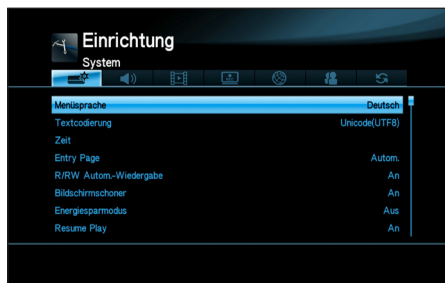 Einrichtung
System
Menüsprache Deutsch
Textcodierung Unicode(UTF8)
Zeit
Entry Page Autom.
R/RW Autom.-Wiedergabe An
Bildschirmschoner An
Energiesparmodus Aus
Resume Play An